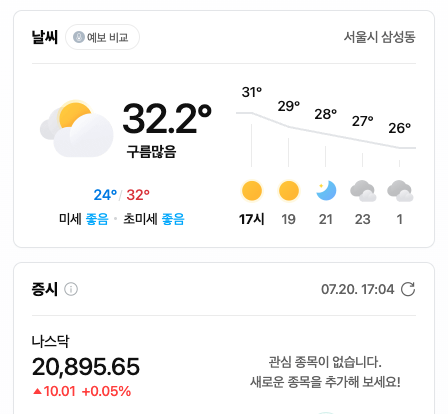 날씨 예보 비교 서울시 삼성동
32.2°
구름많음
24° / 32°
미세 좋음 · 초미세 좋음
31° 29° 28° 27° 26°
17시 19 21 23 1
증시 07.20. 17:04
나스닥
20,895.65
▲10.01 +0.05%
관심 종목이 없습니다.
새로운 종목을 추가해 보세요!